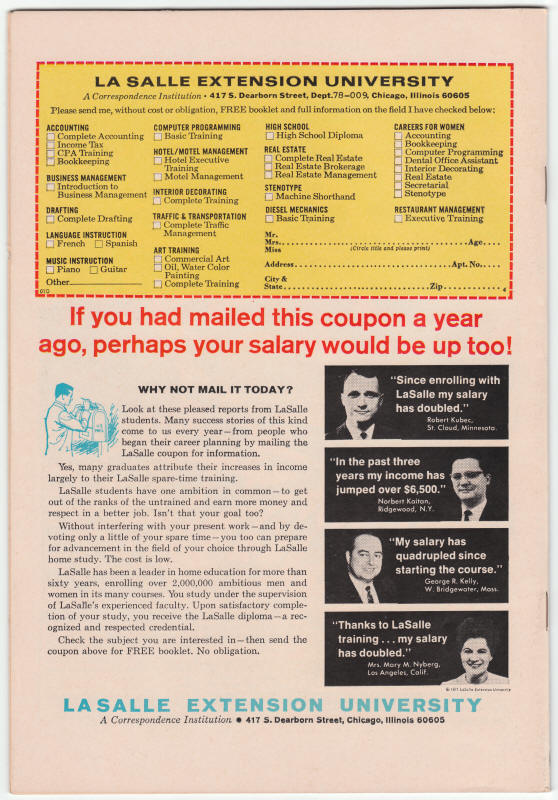 LA SALLE EXTENSION UNIVERSITY
A Correspondence Institution • 417 S. Dearborn Street, Dept.78-009, Chicago, Illinois 60605
Please send me, without cost or obligation, FREE booklet and full information on the field I have checked below:
ACCOUNTING
Complete Accounting
Income Tax
CPA Training
Bookkeeping
BUSINESS MANAGEMENT
Introduction to
Business Management
DRAFTING
Complete Drafting
LANGUAGE INSTRUCTION
French Spanish
MUSIC INSTRUCTION
Piano Guitar
Other
010
COMPUTER PROGRAMMING
Basic Training
HOTEL/MOTEL MANAGEMENT
Hotel Executive
Training
Motel Management
INTERIOR DECORATING
Complete Training
TRAFFIC & TRANSPORTATION
Complete Traffic
Management
ART TRAINING
Commercial Art
Oil, Water Color
Painting
Complete Training
HIGH SCHOOL
High School Diploma
REAL ESTATE
Complete Real Estate
Real Estate Brokerage
Real Estate Management
STENOTYPE
Machine Shorthand
DIESEL MECHANICS
Basic Training
CAREERS FOR WOMEN
Accounting
Bookkeeping
Computer Programming
Dental Office Assistant
Interior Decorating
Real Estate
Secretarial
Stenotype
RESTAURANT MANAGEMENT
Executive Training
Mr.
Mrs. Age
Miss (Circle title and please print)
Address Apt. No.
City &
State Zip 4
If you had mailed this coupon a year
ago, perhaps your salary would be up too!
WHY NOT MAIL IT TODAY?
Look at these pleased reports from LaSalle
students. Many success stories of this kind
come to us every year—from people who
began their career planning by mailing the
LaSalle coupon for information.
Yes, many graduates attribute their increases in income
largely to their LaSalle spare-time training.
LaSalle students have one ambition in common—to get
out of the ranks of the untrained and earn more money and
respect in a better job. Isn't that your goal too?
Without interfering with your present work—and by de-
voting only a little of your spare time—you too can prepare
for advancement in the field of your choice through LaSalle
home study. The cost is low.
LaSalle has been a leader in home education for more than
sixty years, enrolling over 2,000,000 ambitious men and
women in its many courses. You study under the supervision
of LaSalle's experienced faculty. Upon satisfactory comple-
tion of your study, you receive the LaSalle diploma—a rec-
ognized and respected credential.
Check the subject you are interested in—then send the
coupon above for FREE booklet. No obligation.
"Since enrolling with
LaSalle my salary
has doubled."
Robert Kubec,
St. Cloud, Minnesota.
"In the past three
years my income has
jumped over $6,500."
Norbert Kaiton,
Ridgewood, N.Y.
"My salary has
quadrupled since
starting the course."
George R. Kelly,
W. Bridgewater, Mass.
"Thanks to LaSalle
training . . . my salary
has doubled."
Mrs. Mary M. Nyberg,
Los Angeles, Calif.
© 1971 LaSalle Extension University
LA SALLE EXTENSION UNIVERSITY
A Correspondence Institution • 417 S. Dearborn Street, Chicago, Illinois 60605